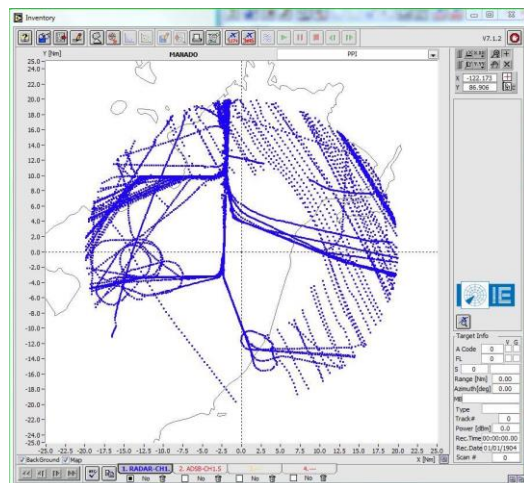 Inventory
V7.1.2
Y [Nm]
MABADO
PPI
X -122.173
Y 86.906
25.0
24.0
22.0
20.0
18.0
16.0
14.0
12.0
10.0
8.0
6.0
4.0
2.0
0.0
-2.0
-4.0
-6.0
-8.0
-10.0
-12.0
-14.0
-16.0
-18.0
-20.0
-22.0
-24.0
-25.0
-25.0 -22.5 -20.0 -17.5 -15.0 -12.5 -10.0 -7.5 -5.0 -2.5 0.0 2.5 5.0 7.5 10.0 12.5 15.0 17.5 20.0 22.5 25.0
BackGround Map
X [Nm]
1. RADAR-CH1.
2. ADSB-CH1.5
4.---
No No No No
IE
Target Info
V G
A Code 0
FL 0
S 0
Range [Nm] 0.00
Azimuth[deg] 0.00
MB
Type
Track# 0
Power [dBm] 0.0
Rec.Time 00:00:00.00
Rec.Date 01/01/1904
Scan # 0